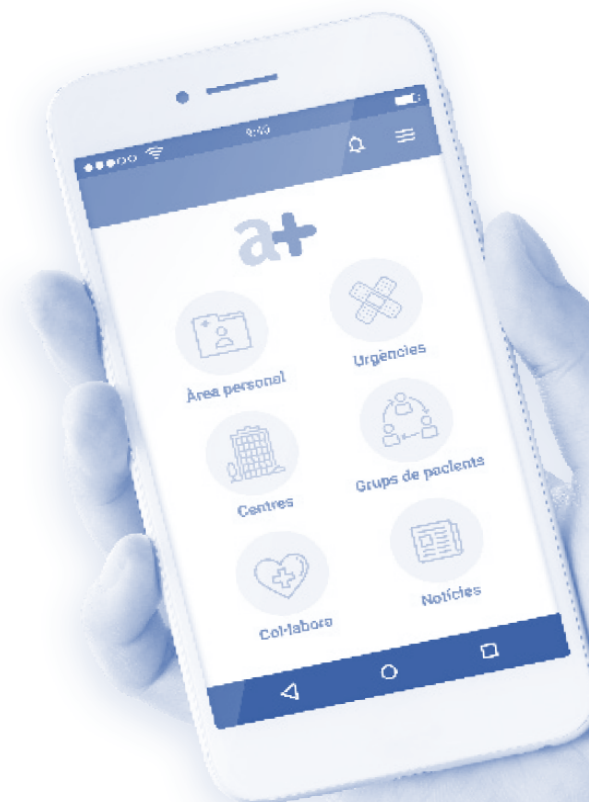 a+
Àrea personal
Urgències
Centres
Grups de pacients
Col·labora
Notícies